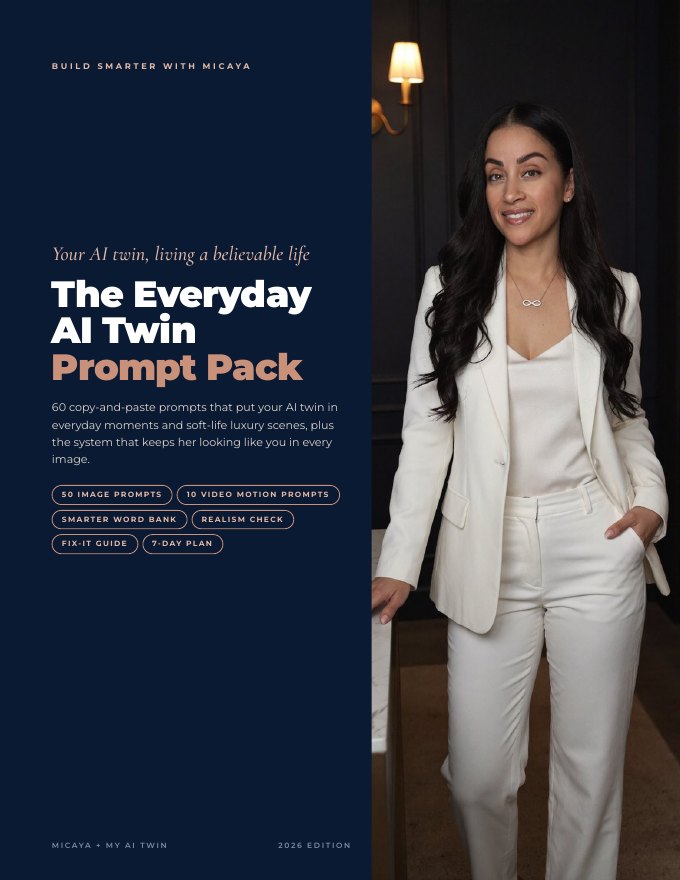 BUILD SMARTER WITH MICAYA
Your AI twin, living a believable life
The Everyday
AI Twin
Prompt Pack
60 copy-and-paste prompts that put your AI twin in
everyday moments and soft-life luxury scenes, plus
the system that keeps her looking like you in every
image.
50 IMAGE PROMPTS
10 VIDEO MOTION PROMPTS
SMARTER WORD BANK
REALISM CHECK
FIX-IT GUIDE
7-DAY PLAN
MICAYA + MY AI TWIN
2026 EDITION